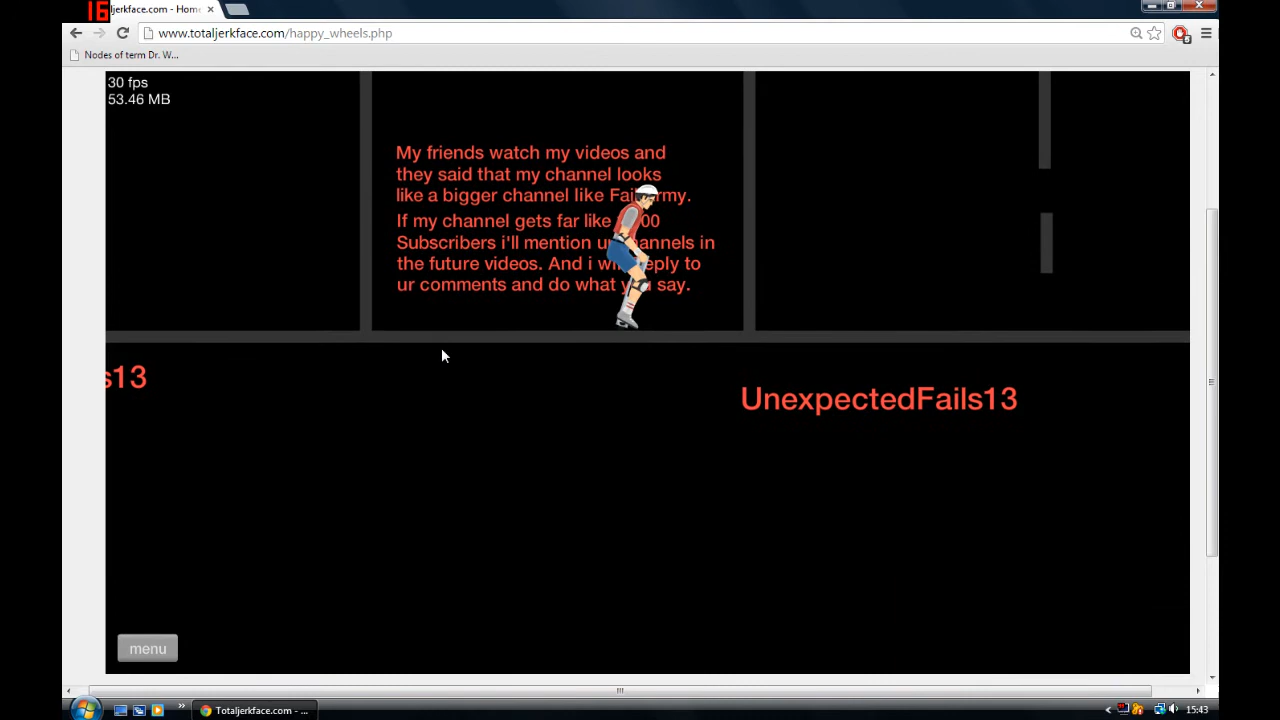 16
ljerkface.com - Home
www.totaljerkface.com/happy_wheels.php
Nodes of term Dr. W...
30 fps
53.46 MB
My friends watch my videos and
they said that my channel looks
like a bigger channel like
If my channel gets far like
Subscribers i'll mention in
the future videos. And i
ur comments and do what say.
s13
UnexpectedFails13
menu
Totaljerkface.com - ...
15:43